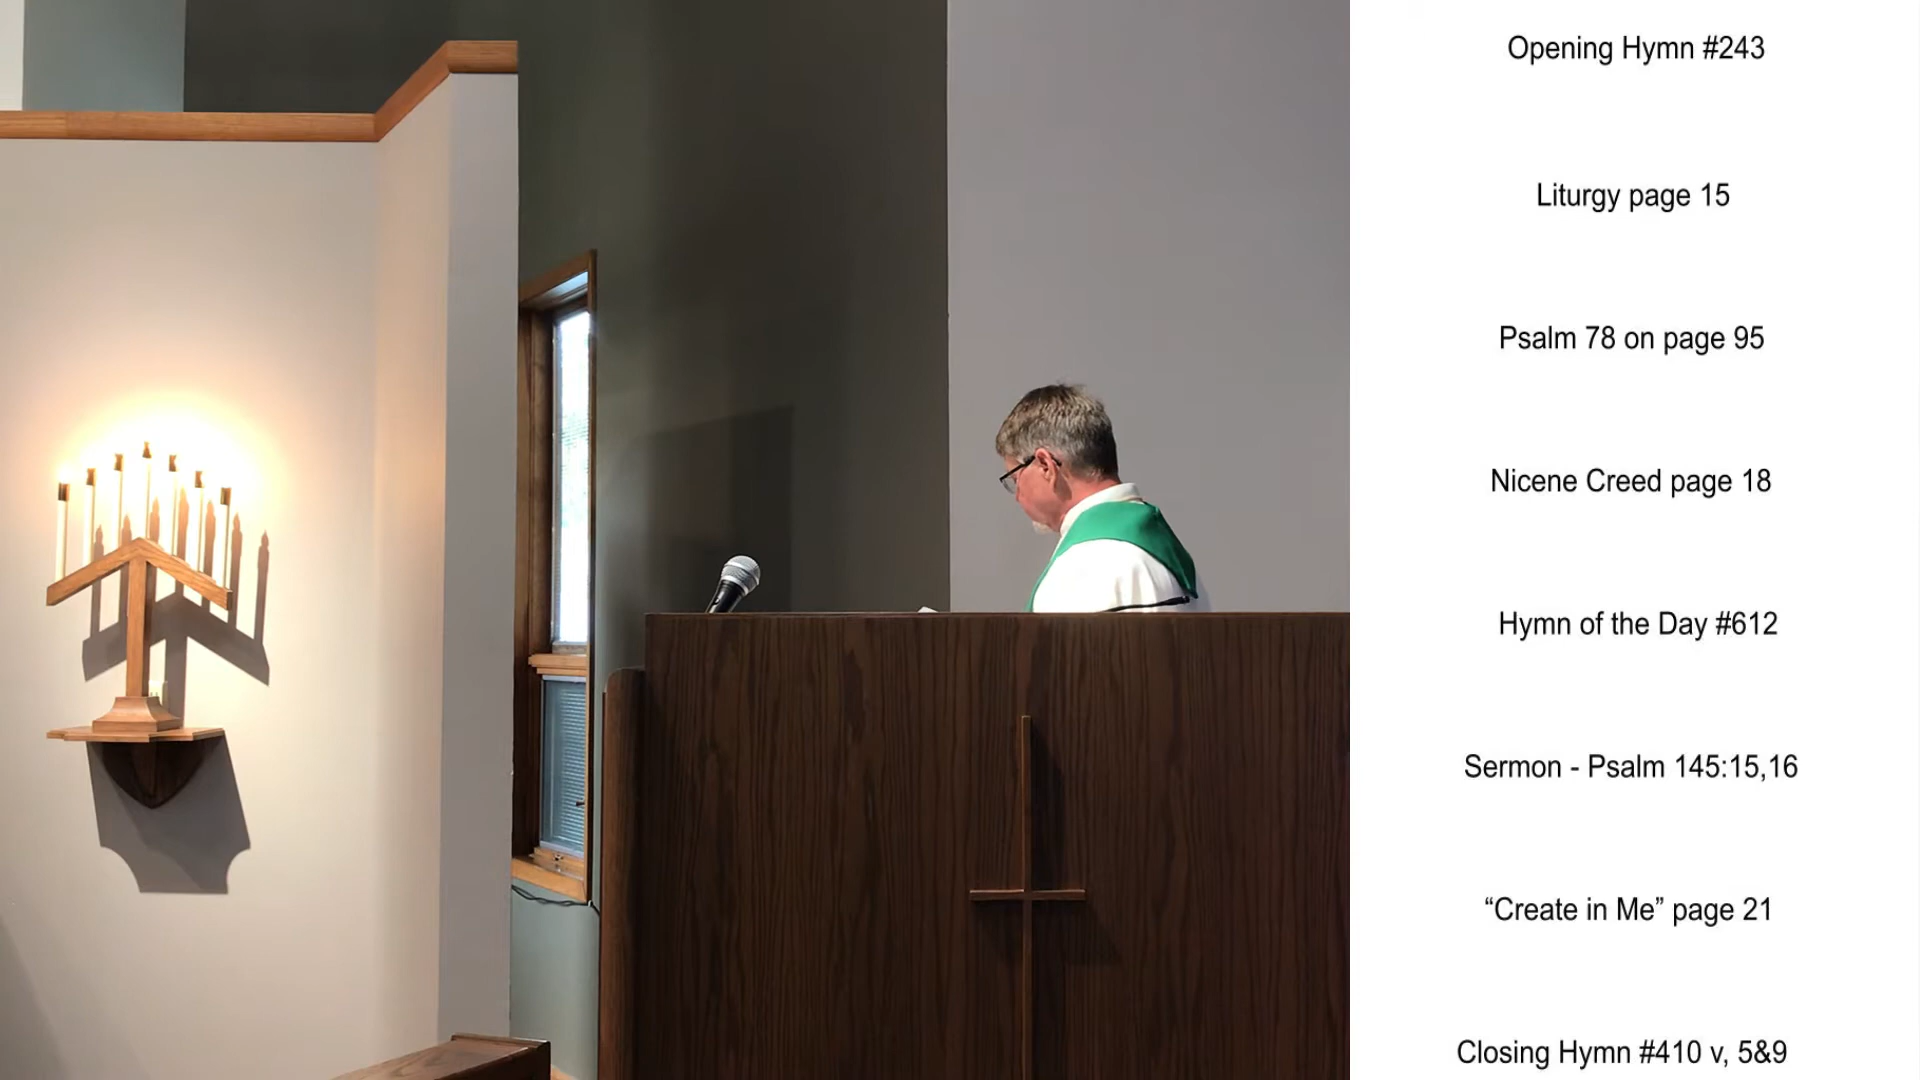 Opening Hymn #243
Liturgy page 15
Psalm 78 on page 95
Nicene Creed page 18
Hymn of the Day #612
Sermon - Psalm 145:15,16
“Create in Me” page 21
Closing Hymn #410 v, 5&9